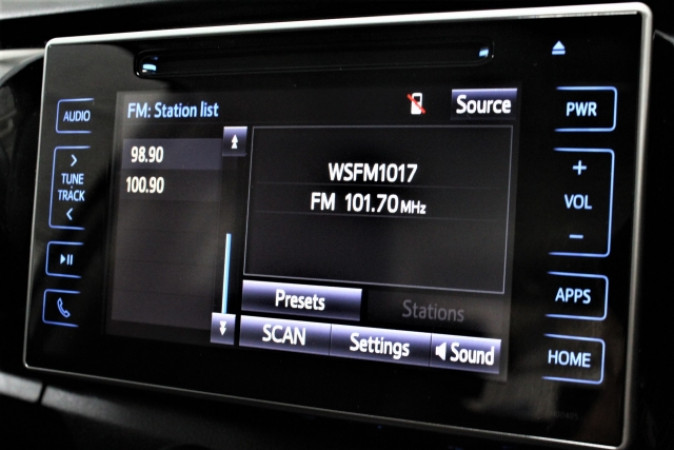 AUDIO
TUNE
TRACK
FM: Station list
Source
98.90
100.90
WSFM1017
FM 101.70 MHz
Presets
Stations
SCAN
Settings
Sound
PWR
+
VOL
−
APPS
HOME